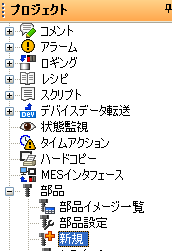 プロジェクト
コメント
アラーム
ロギング
レシピ
スクリプト
デバイスデータ転送
状態監視
タイムアクション
ハードコピー
MESインタフェース
部品
部品イメージ一覧
部品設定
新規